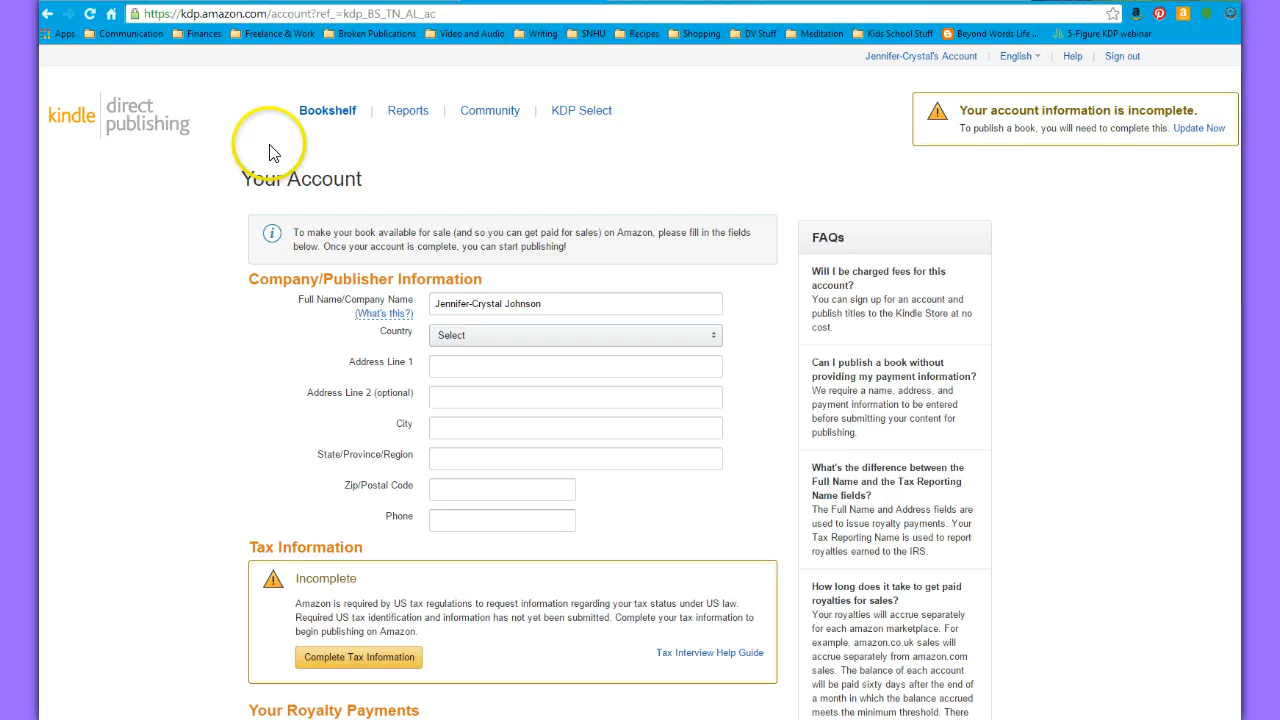 https://kdp.amazon.com/account?ref_=kdp_BS_TN_AL_ac
Apps Communication Finances Freelance & Work Broken Publications Video and Audio Writing SNHU Recipes Shopping DV Stuff Meditation Kids School Stuff Beyond Words Life ... 5-Figure KDP webinar
Jennifer-Crystal's Account English Help Sign out
kindle direct publishing
Bookshelf | Reports | Community | KDP Select
Your account information is incomplete.
To publish a book, you will need to complete this. Update Now
Your Account
To make your book available for sale (and so you can get paid for sales) on Amazon, please fill in the fields
below. Once your account is complete, you can start publishing!
Company/Publisher Information
Full Name/Company Name Jennifer-Crystal Johnson
(What's this?)
Country Select
Address Line 1
Address Line 2 (optional)
City
State/Province/Region
Zip/Postal Code
Phone
Tax Information
Incomplete
Amazon is required by US tax regulations to request information regarding your tax status under US law.
Required US tax identification and information has not yet been submitted. Complete your tax information to
begin publishing on Amazon.
Complete Tax Information Tax Interview Help Guide
Your Royalty Payments
FAQs
Will I be charged fees for this
account?
You can sign up for an account and
publish titles to the Kindle Store at no
cost.
Can I publish a book without
providing my payment information?
We require a name, address, and
payment information to be entered
before submitting your content for
publishing.
What's the difference between the
Full Name and the Tax Reporting
Name fields?
The Full Name and Address fields are
used to issue royalty payments. Your
Tax Reporting Name is used to report
royalties earned to the IRS.
How long does it take to get paid
royalties for sales?
Your royalties will accrue separately
for each amazon marketplace. For
example, amazon.co.uk sales will
accrue separately from amazon.com
sales. The balance of each account
will be paid sixty days after the end of
a month in which the balance accrued
meets the minimum threshold. There